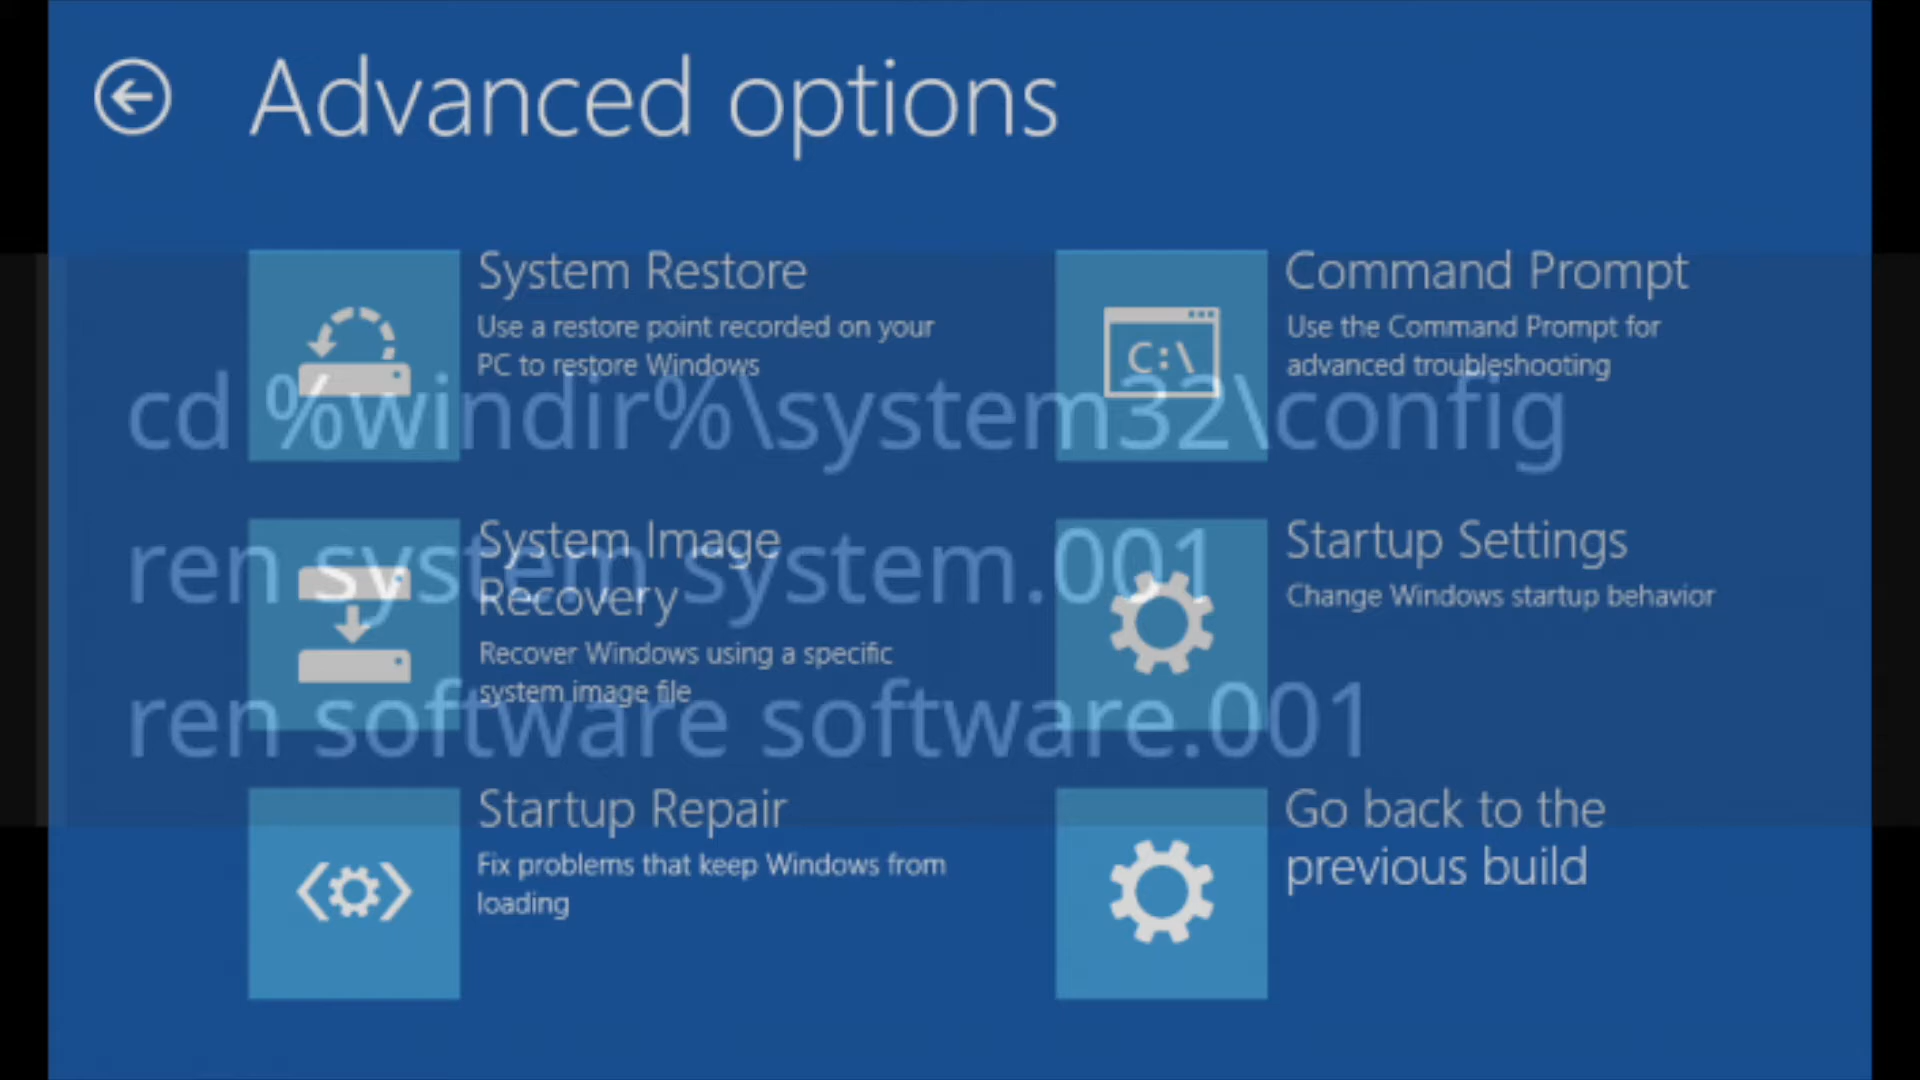 Advanced options
System Restore
Use a restore point recorded on your
PC to restore Windows
Command Prompt
Use the Command Prompt for
advanced troubleshooting
C:\
cd %windir%\system32\config
System Image
Recovery
Recover Windows using a specific
system image file
Startup Settings
Change Windows startup behavior
ren system system.001
ren software software.001
Startup Repair
Fix problems that keep Windows from
loading
Go back to the
previous build